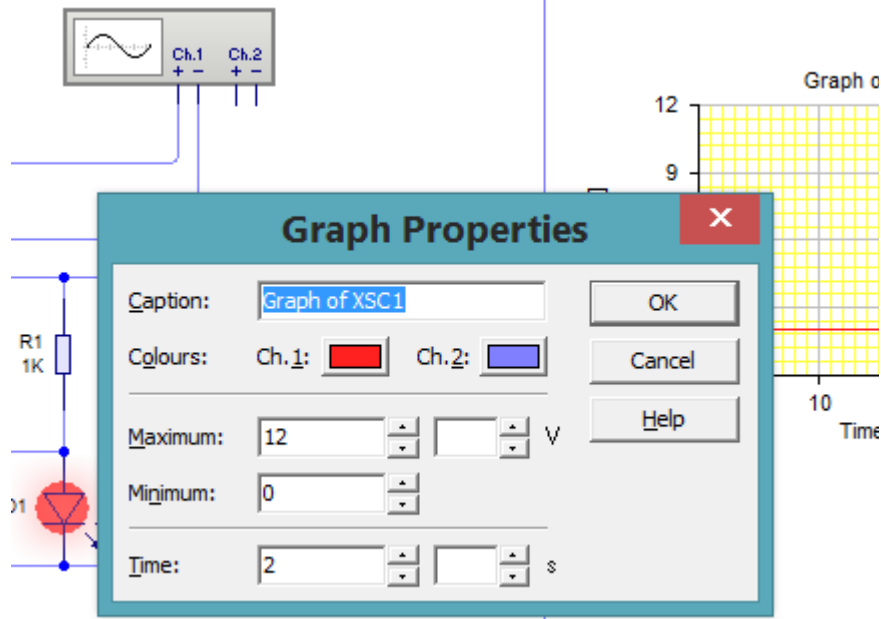 Ch.1 Ch.2
+ − + −
Graph o
12
9
Graph Properties
Caption: Graph of XSC1
OK
R1
1K
Colours: Ch.1: Ch.2:
Cancel
10
Help
Time
Maximum: 12 V
Minimum: 0
D1
Time: 2 s